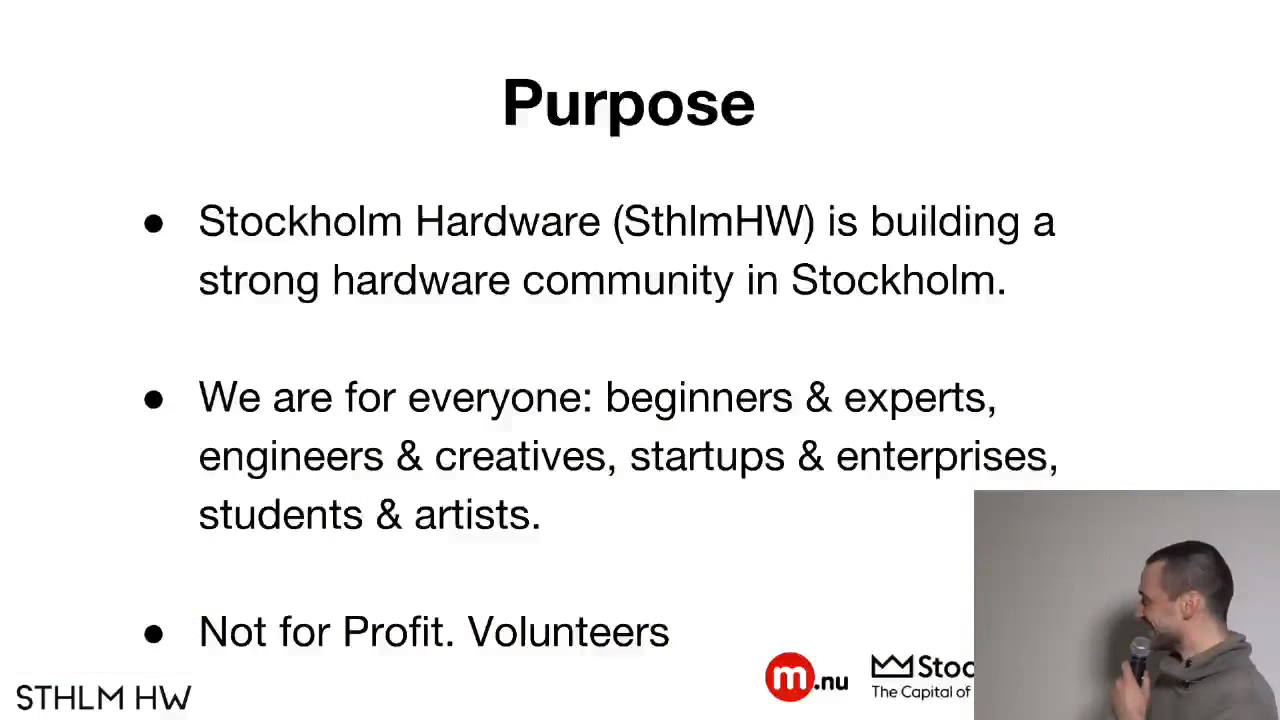 Purpose
● Stockholm Hardware (SthlmHW) is building a
strong hardware community in Stockholm.
● We are for everyone: beginners & experts,
engineers & creatives, startups & enterprises,
students & artists.
● Not for Profit. Volunteers
m.nu
The Capital of
STHLM HW